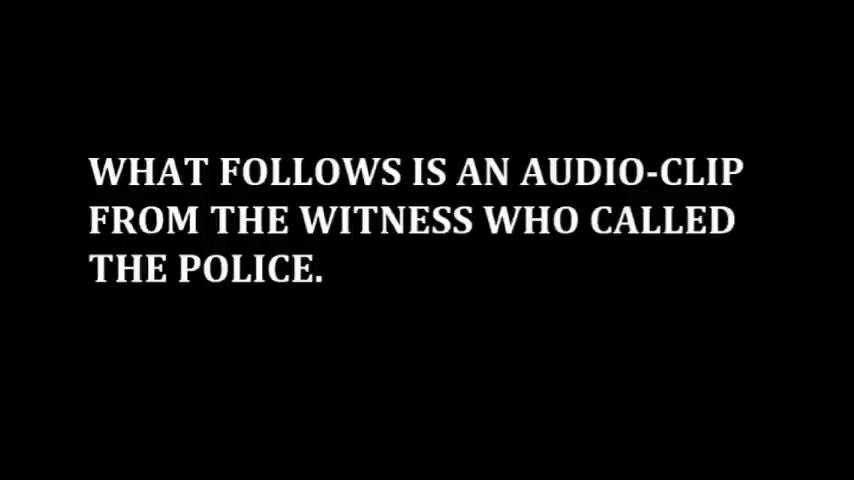 WHAT FOLLOWS IS AN AUDIO-CLIP
FROM THE WITNESS WHO CALLED
THE POLICE.